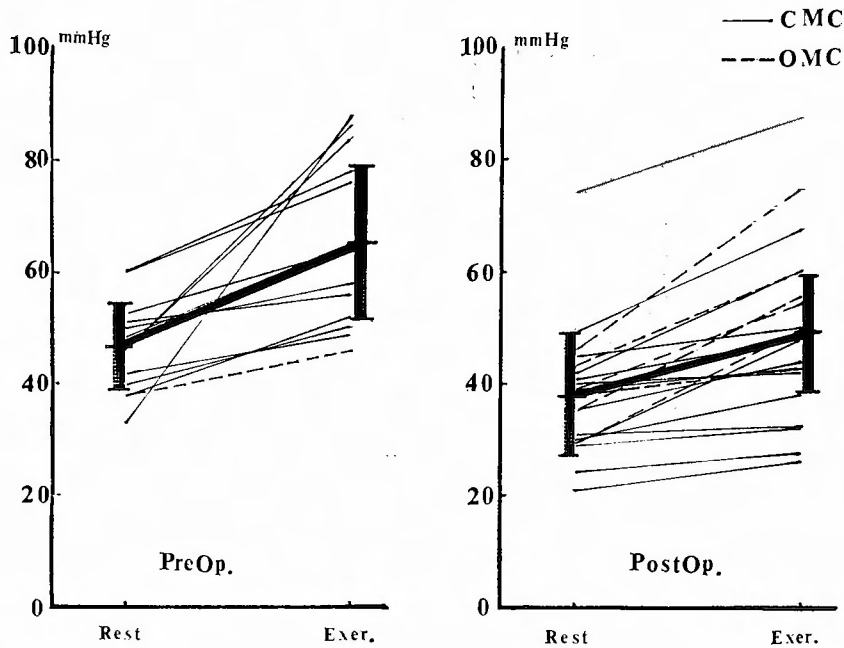 CMC
OMC
100 mmHg
80
60
40
20
0
PreOp.
Rest Exer.
100 mmHg
80
60
40
20
0
PostOp.
Rest Exer.